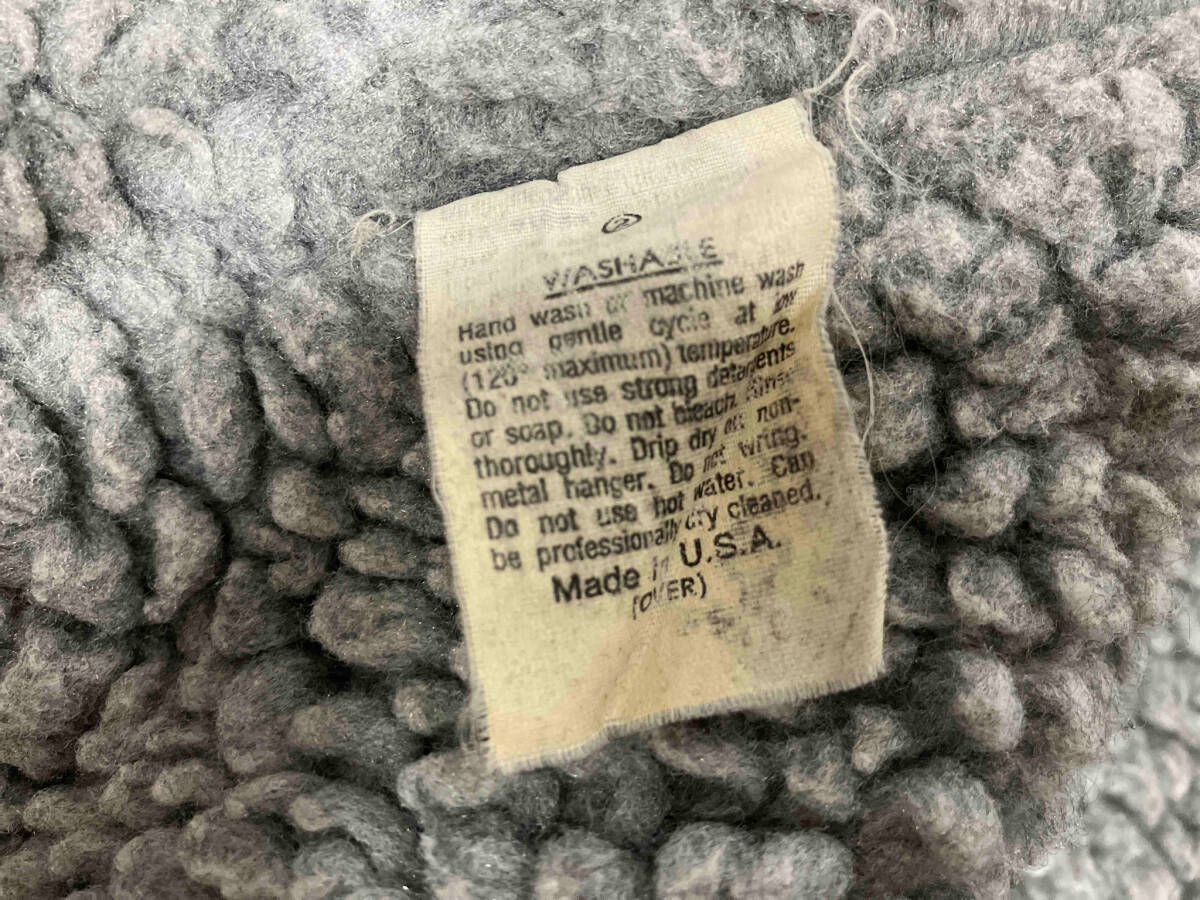 WASHABLE
Hand wash or machine wash
using gentle cycle at low
(120° maximum) temperature.
Do not use strong detergents
or soap. Do not bleach. Rinse
thoroughly. Drip dry on non-
metal hanger. Do not wring.
Do not use hot water. Can
be professionally dry cleaned.
Made in U.S.A.
(OVER)